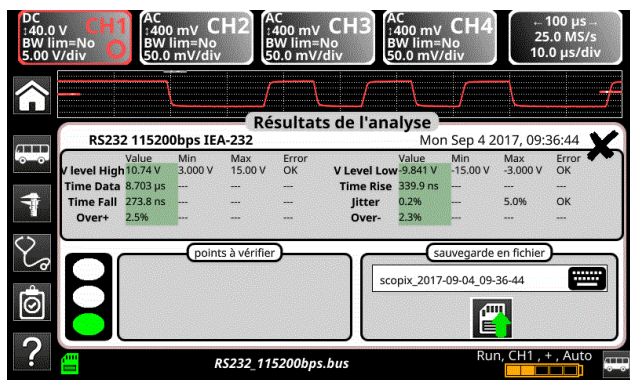 DC
↕40.0 V CH1
BW lim=No
5.00 V/div
AC
↕400 mV CH2
BW lim=No
50.0 mV/div
AC
↕400 mV CH3
BW lim=No
50.0 mV/div
AC
↕400 mV CH4
BW lim=No
50.0 mV/div
←100 µs→
25.0 MS/s
10.0 µs/div
Résultats de l'analyse
RS232 115200bps IEA-232 Mon Sep 4 2017, 09:36:44
Value Min Max Error Value Min Max Error
V level High 10.74 V 3.000 V 15.00 V OK V Level Low -9.841 V -15.00 V -3.000 V OK
Time Data 8.703 µs --- --- --- Time Rise 339.9 ns --- --- ---
Time Fall 273.8 ns --- --- --- Jitter 0.2% --- 5.0% OK
Over+ 2.5% --- --- --- Over- 2.3% --- --- ---
points à vérifier
sauvegarde en fichier
scopix_2017-09-04_09-36-44
?
RS232_115200bps.bus
Run, CH1 , + , Auto